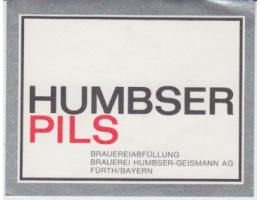 HUMBSER
PILS
BRAUEREIABFÜLLUNG
BRAUEREI HUMBSER-GEISMANN AG
FÜRTH/BAYERN